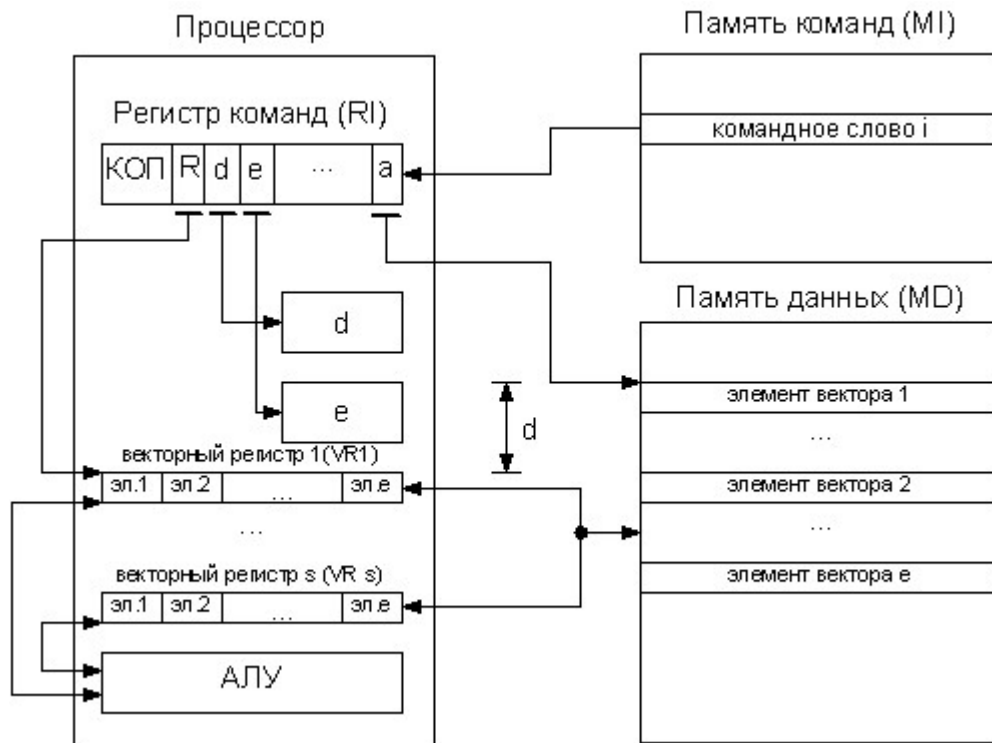 Процессор
Память команд (MI)
Регистр команд (RI)
командное слово i
КОП R d e ... a
Память данных (MD)
d
элемент вектора 1
e
d
...
векторный регистр 1(VR1)
эл.1 эл.2 ... эл.e
элемент вектора 2
...
...
векторный регистр s (VR s)
элемент вектора e
эл.1 эл.2 ... эл.e
АЛУ